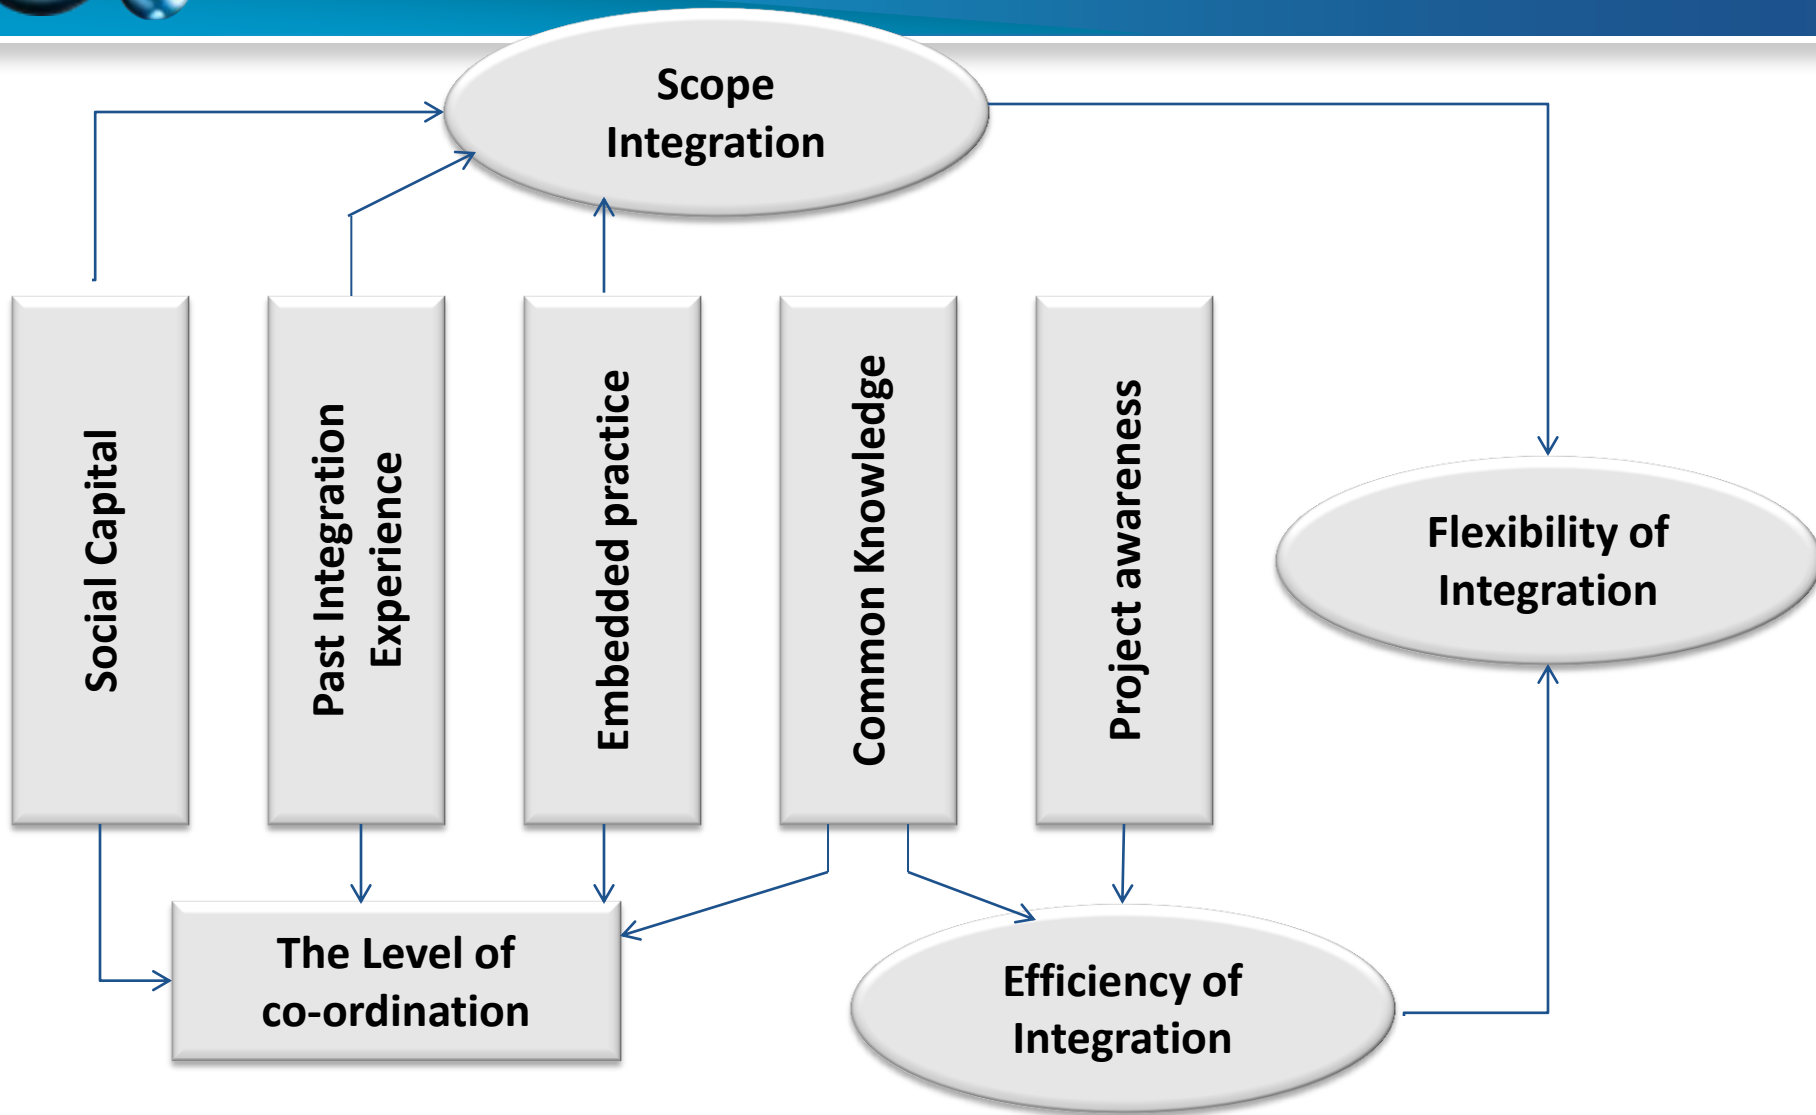 Scope
Integration
Social Capital
Past Integration
Experience
Embedded practice
Common Knowledge
Project awareness
Flexibility of
Integration
The Level of
co-ordination
Efficiency of
Integration